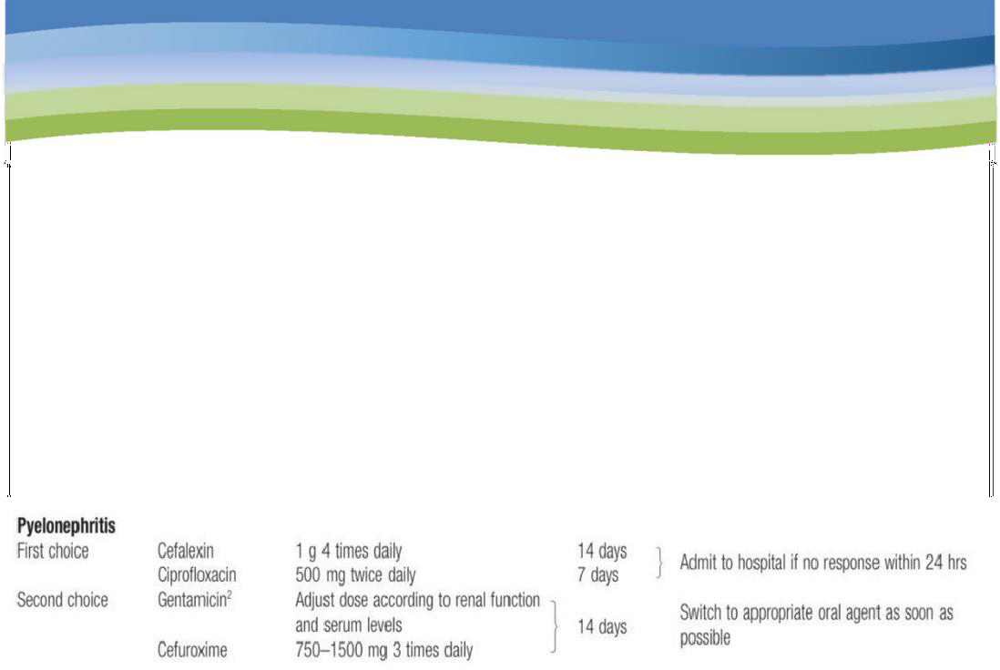 Pyelonephritis
First choice Cefalexin 1 g 4 times daily 14 days Admit to hospital if no response within 24 hrs
Ciprofloxacin 500 mg twice daily 7 days
Second choice Gentamicin² Adjust dose according to renal function and serum levels 14 days Switch to appropriate oral agent as soon as possible
Cefuroxime 750–1500 mg 3 times daily